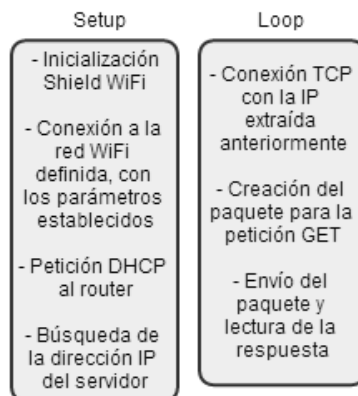 Setup
- Inicialización
Shield WiFi
- Conexión a la
red WiFi
definida, con
los parámetros
establecidos
- Petición DHCP
al router
- Búsqueda de
la dirección IP
del servidor
Loop
- Conexión TCP
con la IP
extraída
anteriormente
- Creación del
paquete para la
petición GET
- Envío del
paquete y
lectura de la
respuesta